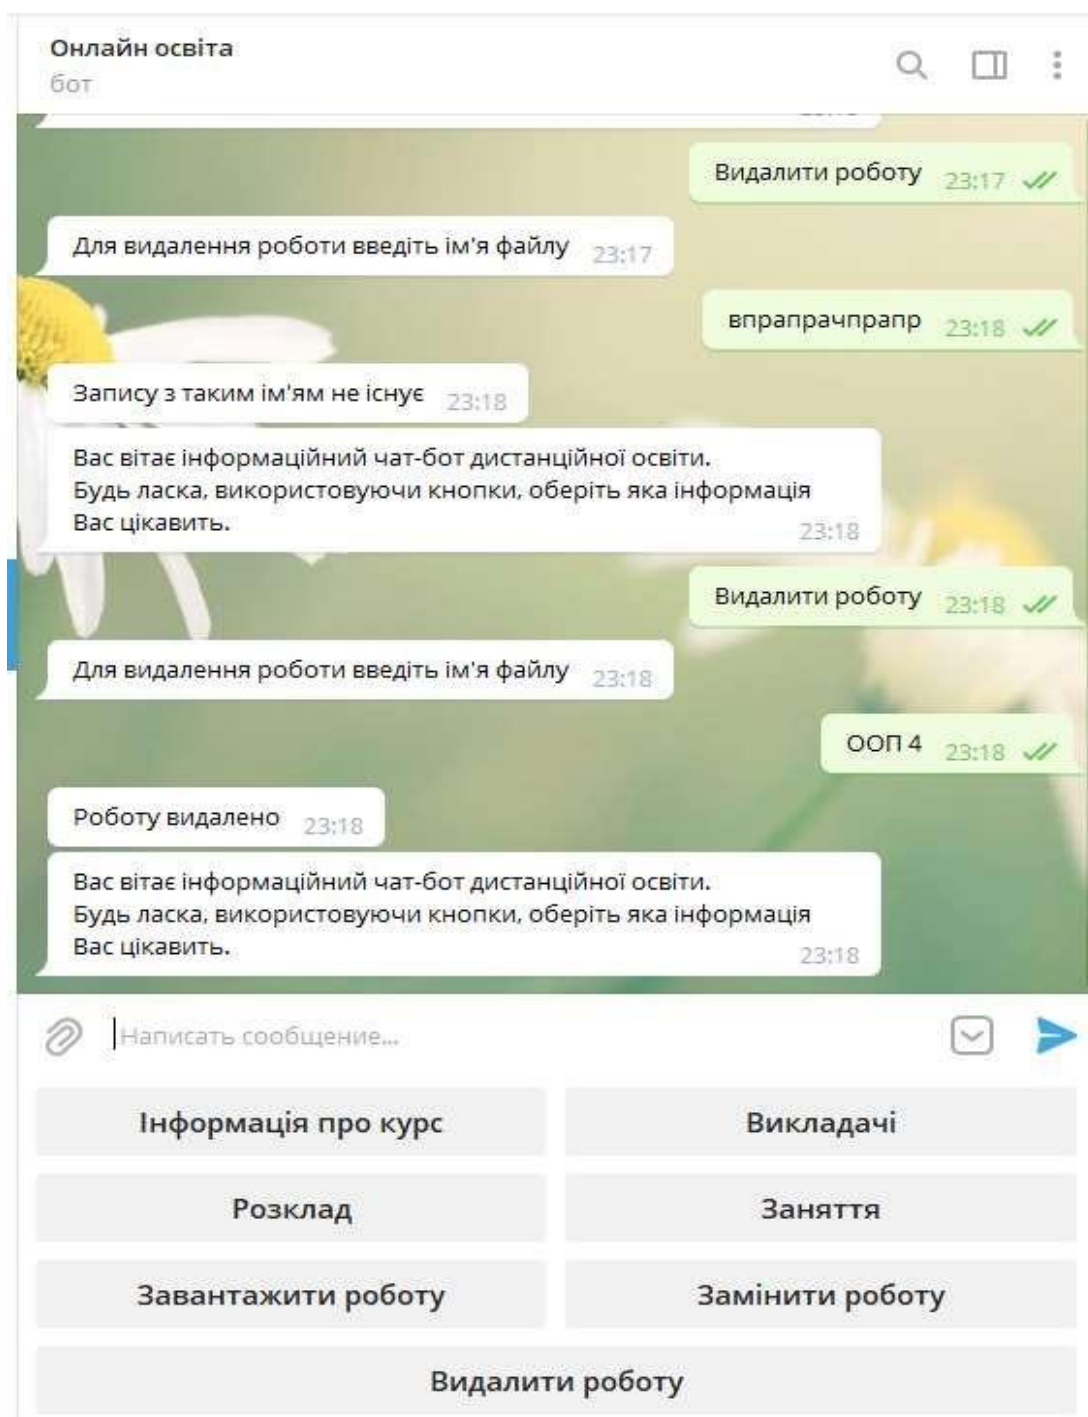 Онлайн освіта
бот
Видалити роботу 23:17
Для видалення роботи введіть ім'я файлу 23:17
впрапрачпрапр 23:18
Запису з таким ім'ям не існує 23:18
Вас вітає інформаційний чат-бот дистанційної освіти.
Будь ласка, використовуючи кнопки, оберіть яка інформація
Вас цікавить. 23:18
Видалити роботу 23:18
Для видалення роботи введіть ім'я файлу 23:18
ООП 4 23:18
Роботу видалено 23:18
Вас вітає інформаційний чат-бот дистанційної освіти.
Будь ласка, використовуючи кнопки, оберіть яка інформація
Вас цікавить. 23:18
Написать сообщение...
Інформація про курс
Викладачі
Розклад
Заняття
Завантажити роботу
Замінити роботу
Видалити роботу